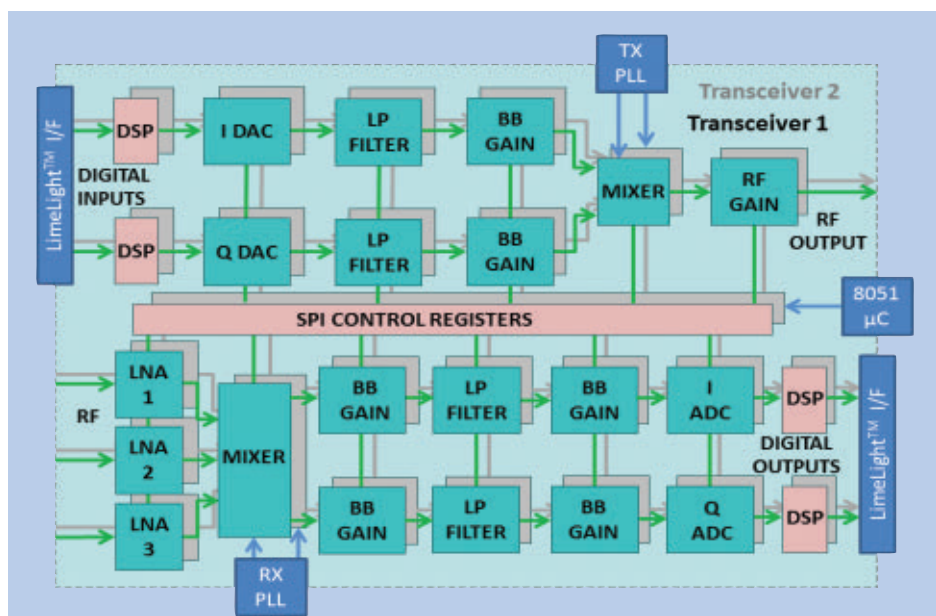 TX
PLL
Transceiver 2
Transceiver 1
LimeLight™ I/F
DSP
I DAC
LP
FILTER
BB
GAIN
DIGITAL
INPUTS
MIXER
RF
GAIN
DSP
Q DAC
LP
FILTER
BB
GAIN
RF
OUTPUT
8051
µC
SPI CONTROL REGISTERS
LNA
1
RF
LNA
2
LNA
3
MIXER
BB
GAIN
LP
FILTER
BB
GAIN
I
ADC
DSP
DIGITAL
OUTPUTS
BB
GAIN
LP
FILTER
BB
GAIN
Q
ADC
DSP
LimeLight™ I/F
RX
PLL